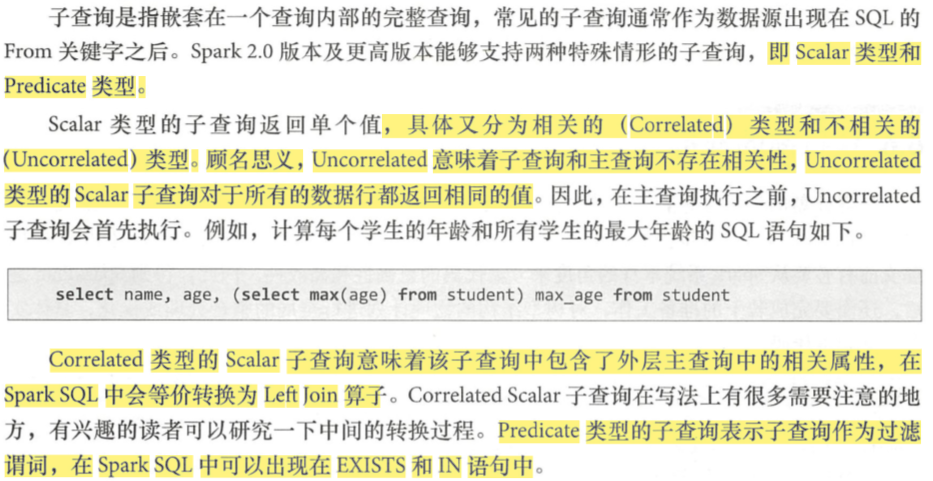 子查询是指嵌套在一个查询内部的完整查询，常见的子查询通常作为数据源出现在 SQL 的
From 关键字之后。Spark 2.0 版本及更高版本能够支持两种特殊情形的子查询，即 Scalar 类型和
Predicate 类型。
Scalar 类型的子查询返回单个值，具体又分为相关的（Correlated）类型和不相关的
(Uncorrelated) 类型。顾名思义，Uncorrelated 意味着子查询和主查询不存在相关性，Uncorrelated
类型的 Scalar 子查询对于所有的数据行都返回相同的值。因此，在主查询执行之前，Uncorrelated
子查询会首先执行。例如，计算每个学生的年龄和所有学生的最大年龄的 SQL 语句如下。
select name, age, (select max(age) from student) max_age from student
Correlated 类型的 Scalar 子查询意味着该子查询中包含了外层主查询中的相关属性，在
Spark SQL 中会等价转换为 Left Join 算子。Correlated Scalar 子查询在写法上有很多需要注意的地
方，有兴趣的读者可以研究一下中间的转换过程。Predicate 类型的子查询表示子查询作为过滤
谓词，在 Spark SQL 中可以出现在 EXISTS 和 IN 语句中。